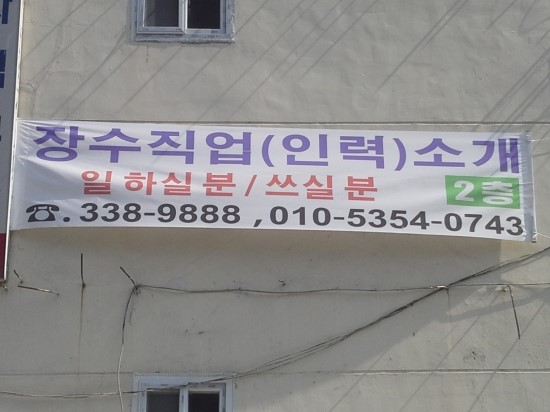 장수직업(인력)소개
일하실분/쓰실분 2층
☎. 338-9888 , 010-5354-0743